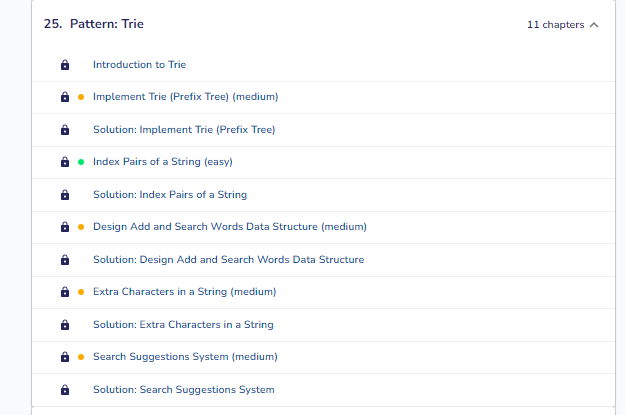 25. Pattern: Trie 11 chapters
Introduction to Trie
Implement Trie (Prefix Tree) (medium)
Solution: Implement Trie (Prefix Tree)
Index Pairs of a String (easy)
Solution: Index Pairs of a String
Design Add and Search Words Data Structure (medium)
Solution: Design Add and Search Words Data Structure
Extra Characters in a String (medium)
Solution: Extra Characters in a String
Search Suggestions System (medium)
Solution: Search Suggestions System